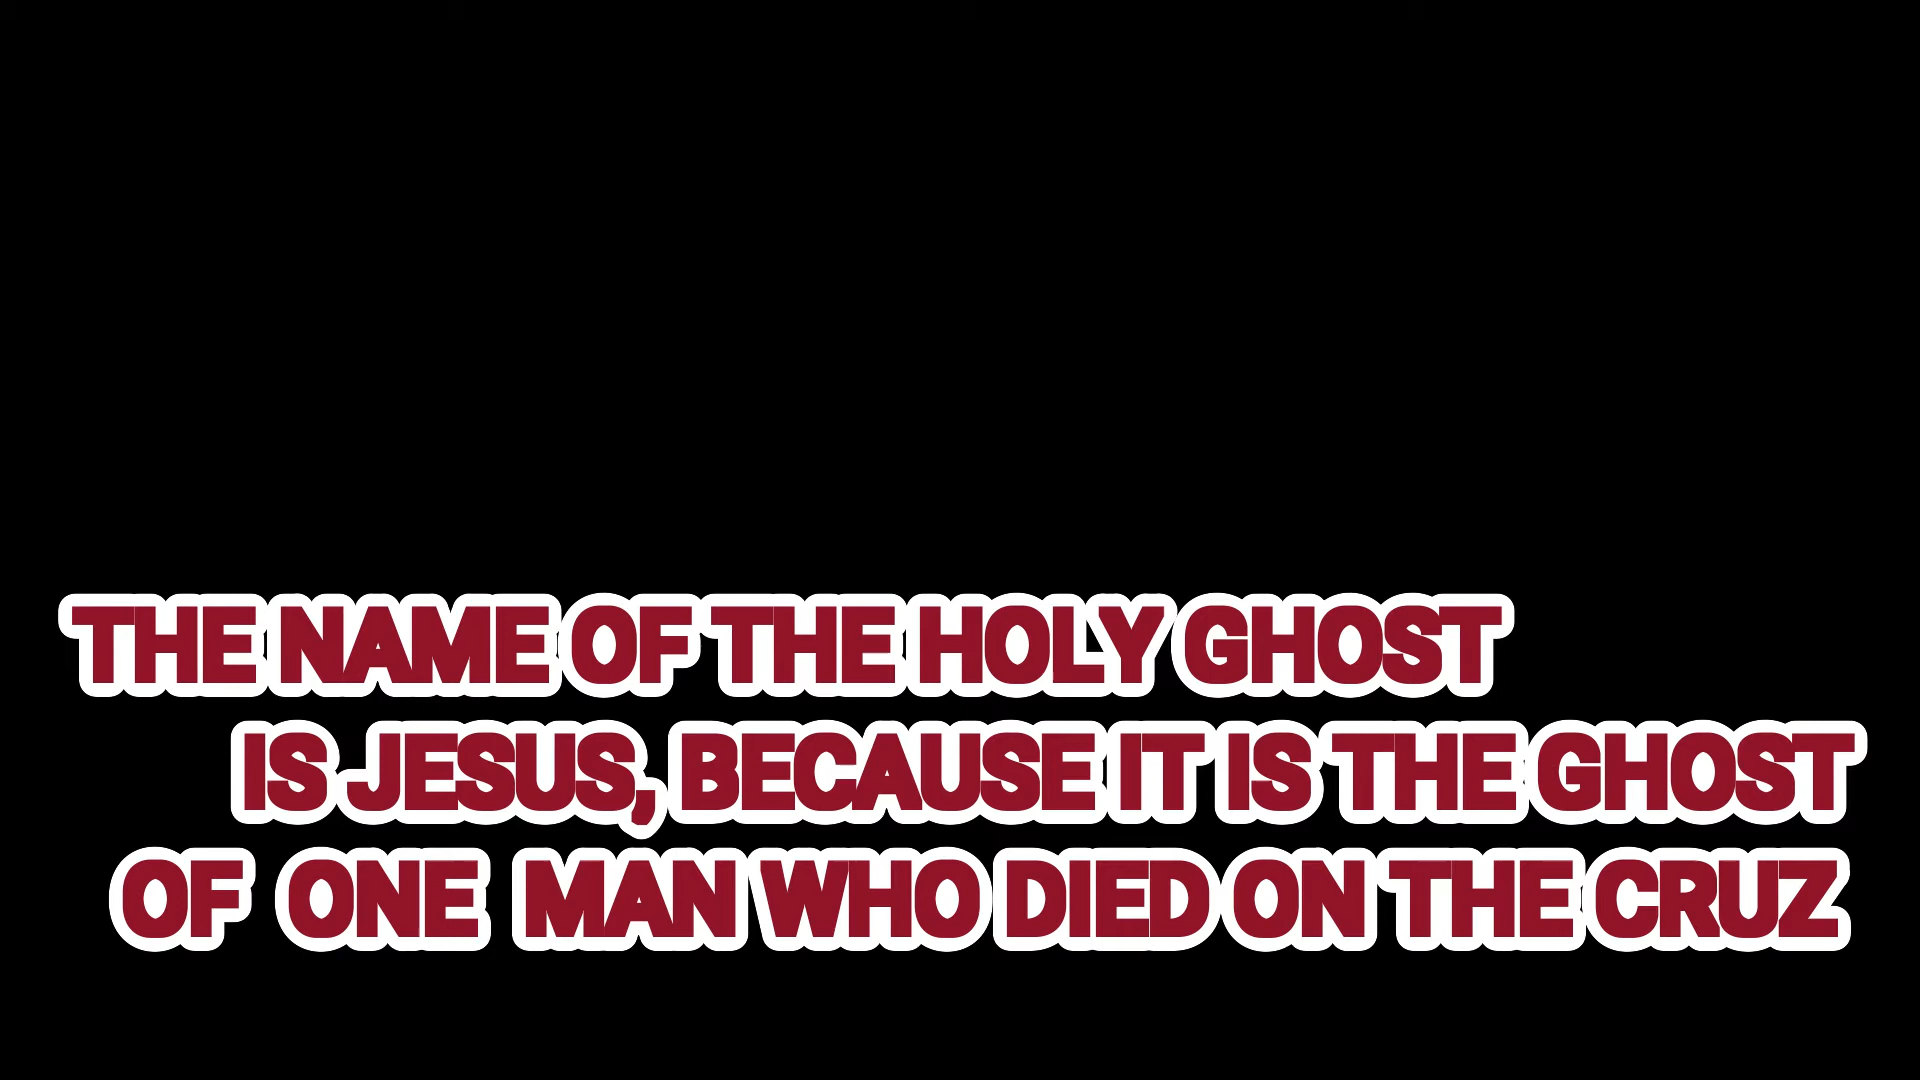 THE NAME OF THE HOLY GHOST
IS JESUS, BECAUSE IT IS THE GHOST
OF ONE MAN WHO DIED ON THE CRUZ